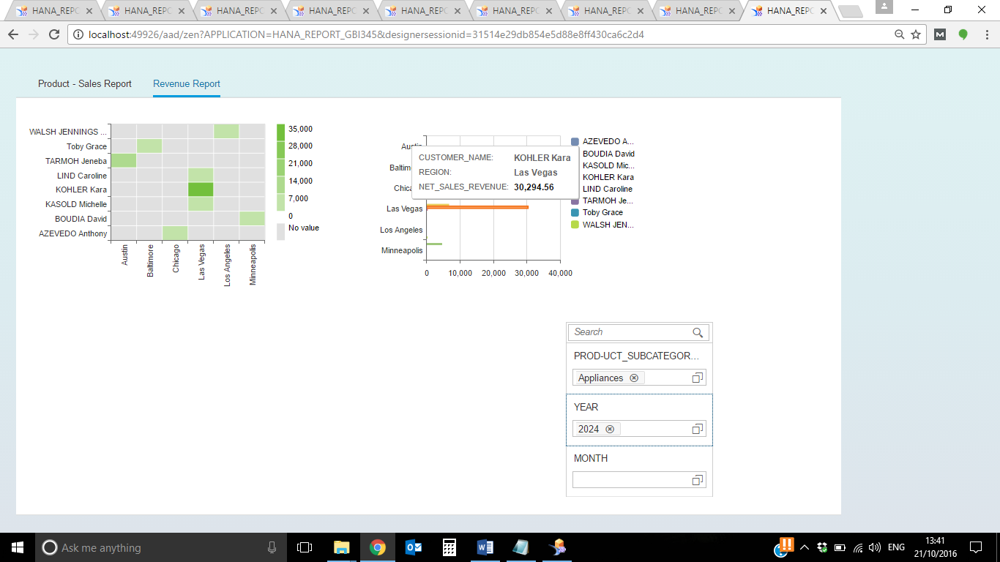 HANA_REPC HANA_REPC HANA_REPC HANA_REPC HANA_REPC HANA_REPC HANA_REPC HANA_REPC HANA_REPC
localhost:49926/aad/zen?APPLICATION=HANA_REPORT_GBI345&designersessionid=31514e29db854e5d88e8ff430ca6c2d4
M
Product - Sales Report Revenue Report
WALSH JENNINGS ...
Toby Grace
TARMOH Jeneba
LIND Caroline
KOHLER Kara
KASOLD Michelle
BOUDIA David
AZEVEDO Anthony
Austin
Baltimore
Chicago
Las Vegas
Los Angeles
Minneapolis
35,000
28,000
21,000
14,000
7,000
0
No value
Austin
Baltim
Chica
Las Vegas
Los Angeles
Minneapolis
0 10,000 20,000 30,000 40,000
CUSTOMER_NAME: KOHLER Kara
REGION: Las Vegas
NET_SALES_REVENUE: 30,294.56
AZEVEDO A...
BOUDIA David
KASOLD Mic...
KOHLER Kara
LIND Caroline
TARMOH Je...
Toby Grace
WALSH JEN...
Search
PROD-UCT_SUBCATEGOR...
Appliances
YEAR
2024
MONTH
Ask me anything
ENG
13:41
21/10/2016